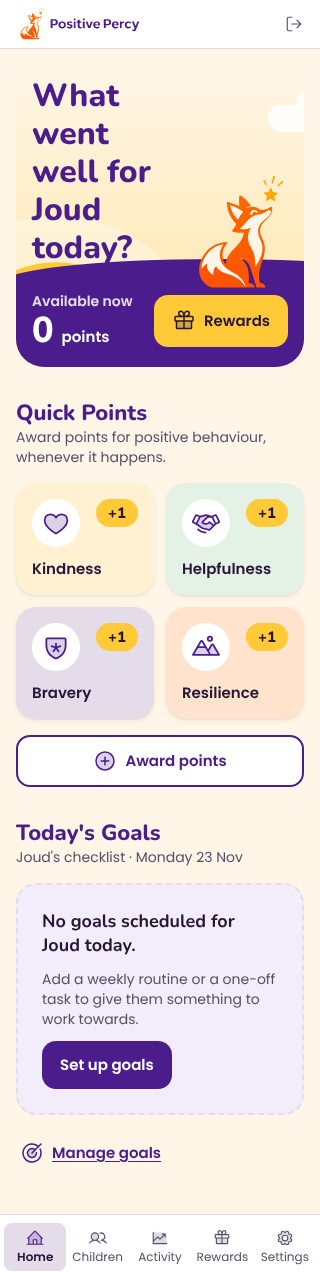 Positive Percy
What
went
well for
Joud
today?
Available now
0 points
Rewards
Quick Points
Award points for positive behaviour,
whenever it happens.
+1
Kindness
+1
Helpfulness
+1
Bravery
+1
Resilience
Award points
Today's Goals
Joud's checklist · Monday 23 Nov
No goals scheduled for
Joud today.
Add a weekly routine or a one-off
task to give them something to
work towards.
Set up goals
Manage goals
Home Children Activity Rewards Settings